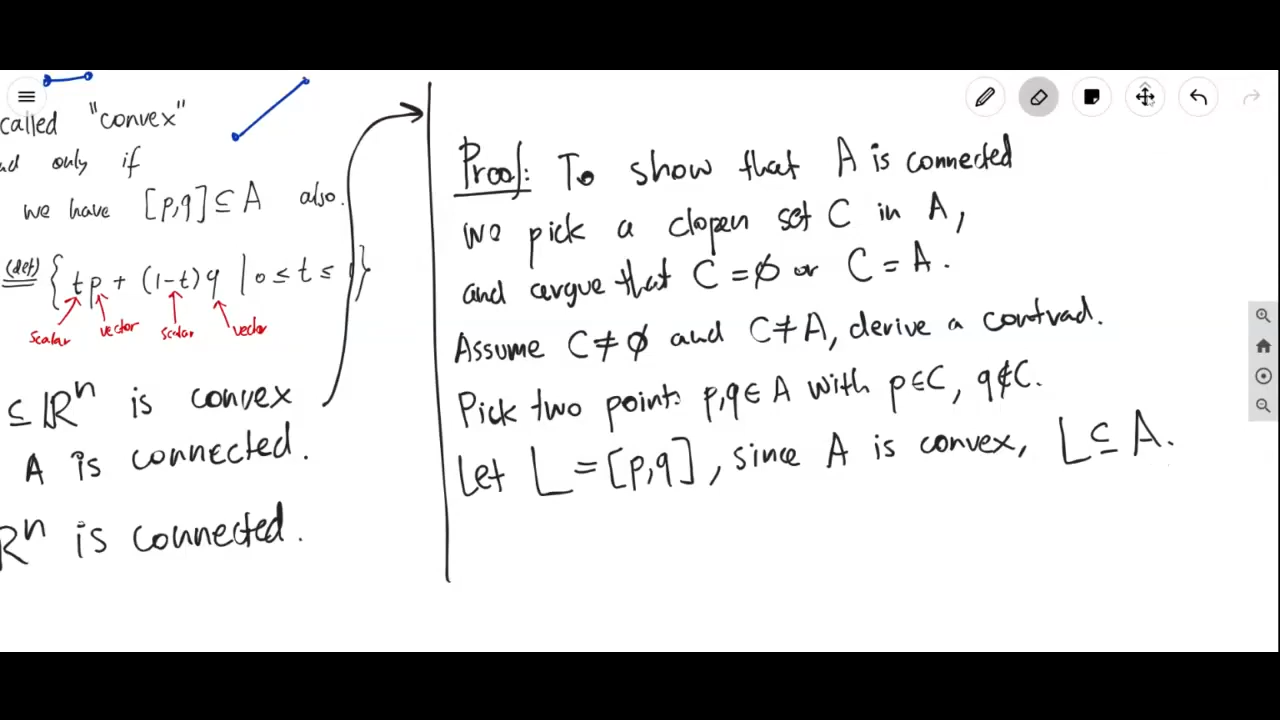 called "convex"
ad only if
we have [p,q] ⊆ A also.
(def) = { t p + (1-t) q | 0 ≤ t ≤ 1 }
scalar vector scalar vector
⊆ ℝⁿ is convex
A is connected.
ℝⁿ is connected.
Proof: To show that A is connected
we pick a clopen set C in A,
and argue that C = ∅ or C = A.
Assume C ≠ ∅ and C ≠ A, derive a contrad.
Pick two points p,q ∈ A with p ∈ C, q ∉ C.
Let L = [p,q], since A is convex, L ⊆ A.